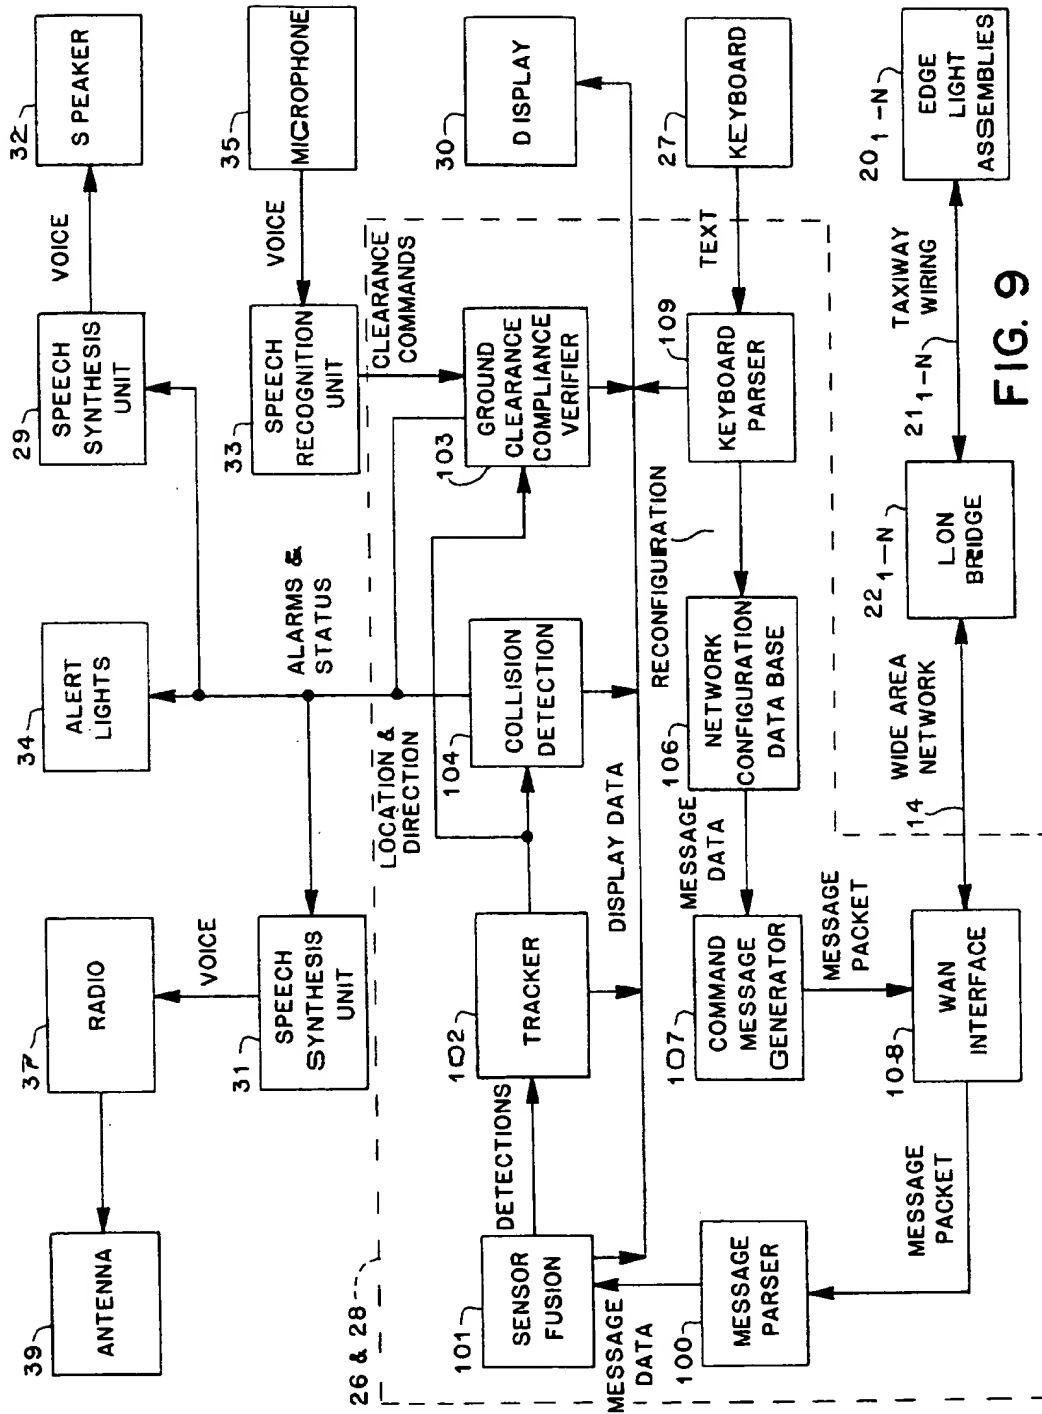 39
ANTENNA
37
RADIO
34
ALERT
LIGHTS
29
SPEECH
SYNTHESIS
UNIT
VOICE
32
SPEAKER
VOICE
31
SPEECH
SYNTHESIS
UNIT
ALARMS &
STATUS
33
SPEECH
RECOGNITION
UNIT
VOICE
35
MICROPHONE
26 & 28
LOCATION &
DIRECTION
CLEARANCE
COMMANDS
101
SENSOR
FUSION
DETECTIONS
102
TRACKER
104
COLLISION
DETECTION
103
GROUND
CLEARANCE
COMPLIANCE
VERIFIER
30
DISPLAY
MESSAGE
DATA
DISPLAY DATA
RECONFIGURATION
100
MESSAGE
PARSER
107
COMMAND
MESSAGE
GENERATOR
MESSAGE
DATA
106
NETWORK
CONFIGURATION
DATA BASE
109
KEYBOARD
PARSER
TEXT
27
KEYBOARD
MESSAGE
PACKET
MESSAGE
PACKET
108
WAN
INTERFACE
14
WIDE AREA
NETWORK
22 1-N
LON
BRIDGE
21 1-N
TAXIWAY
WIRING
20 1-N
EDGE
LIGHT
ASSEMBLIES
FIG. 9